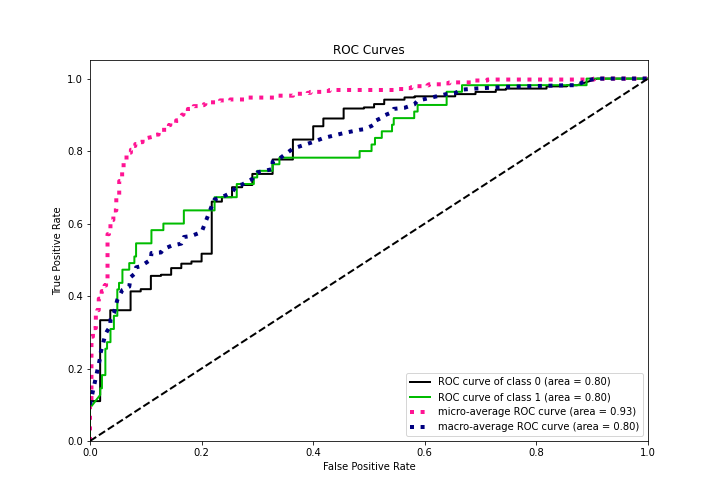 ROC Curves
True Positive Rate
1.0
0.8
0.6
0.4
0.2
0.0
ROC curve of class 0 (area = 0.80)
ROC curve of class 1 (area = 0.80)
micro-average ROC curve (area = 0.93)
macro-average ROC curve (area = 0.80)
0.0 0.2 0.4 0.6 0.8 1.0
False Positive Rate